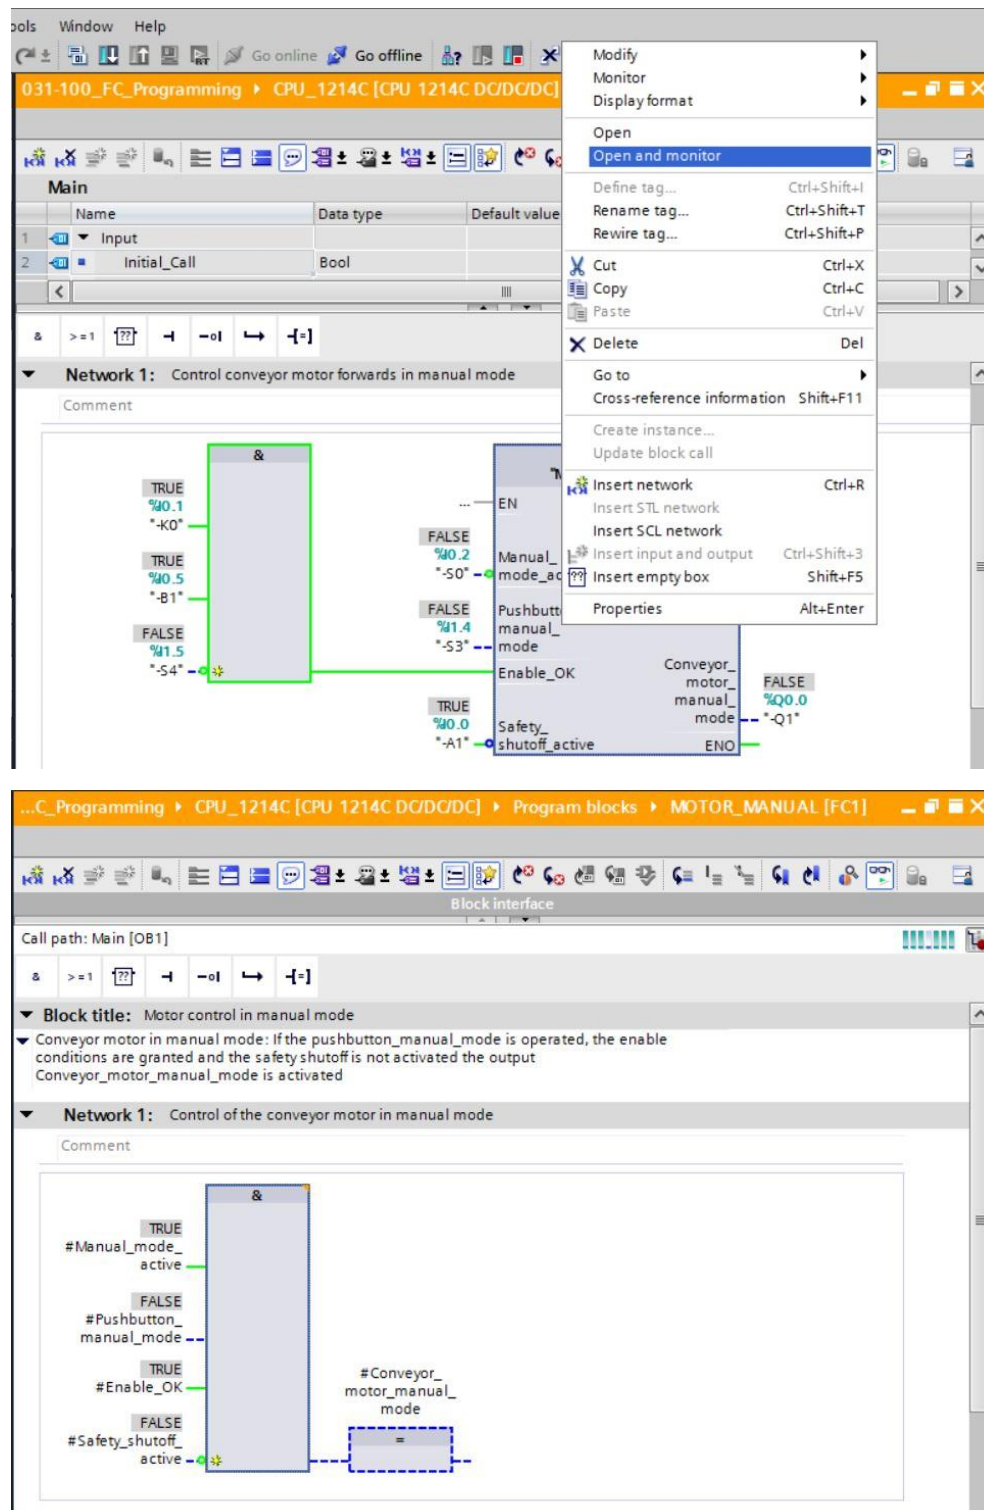 ools Window Help
Go online Go offline
031-100_FC_Programming ▸ CPU_1214C [CPU 1214C DC/DC/DC]
Main
Name Data type Default value
1 Input
2 Initial_Call Bool
& >=1 ?? -[=]
Network 1: Control conveyor motor forwards in manual mode
Comment
&
TRUE
%I0.1
"-K0"
TRUE
%I0.5
"-B1"
FALSE
%I1.5
"-S4"
"M
... EN
FALSE
%I0.2
"-S0"
Manual_
mode_ac
FALSE
%I1.4
"-S3"
Pushbutt
manual_
mode
Enable_OK
TRUE
%I0.0
"-A1"
Safety_
shutoff_active
Conveyor_
motor_
manual_
mode
FALSE
%Q0.0
"-Q1"
ENO
Modify
Monitor
Display format
Open
Open and monitor
Define tag... Ctrl+Shift+I
Rename tag... Ctrl+Shift+T
Rewire tag... Ctrl+Shift+P
Cut Ctrl+X
Copy Ctrl+C
Paste Ctrl+V
Delete Del
Go to
Cross-reference information Shift+F11
Create instance...
Update block call
Insert network Ctrl+R
Insert STL network
Insert SCL network
Insert input and output Ctrl+Shift+3
Insert empty box Shift+F5
Properties Alt+Enter
...C_Programming ▸ CPU_1214C [CPU 1214C DC/DC/DC] ▸ Program blocks ▸ MOTOR_MANUAL [FC1]
Block interface
Call path: Main [OB1]
& >=1 ?? -[=]
Block title: Motor control in manual mode
Conveyor motor in manual mode: If the pushbutton_manual_mode is operated, the enable
conditions are granted and the safety shutoff is not activated the output
Conveyor_motor_manual_mode is activated
Network 1: Control of the conveyor motor in manual mode
Comment
&
TRUE
#Manual_mode_
active
FALSE
#Pushbutton_
manual_mode
TRUE
#Enable_OK
FALSE
#Safety_shutoff_
active
#Conveyor_
motor_manual_
mode
=